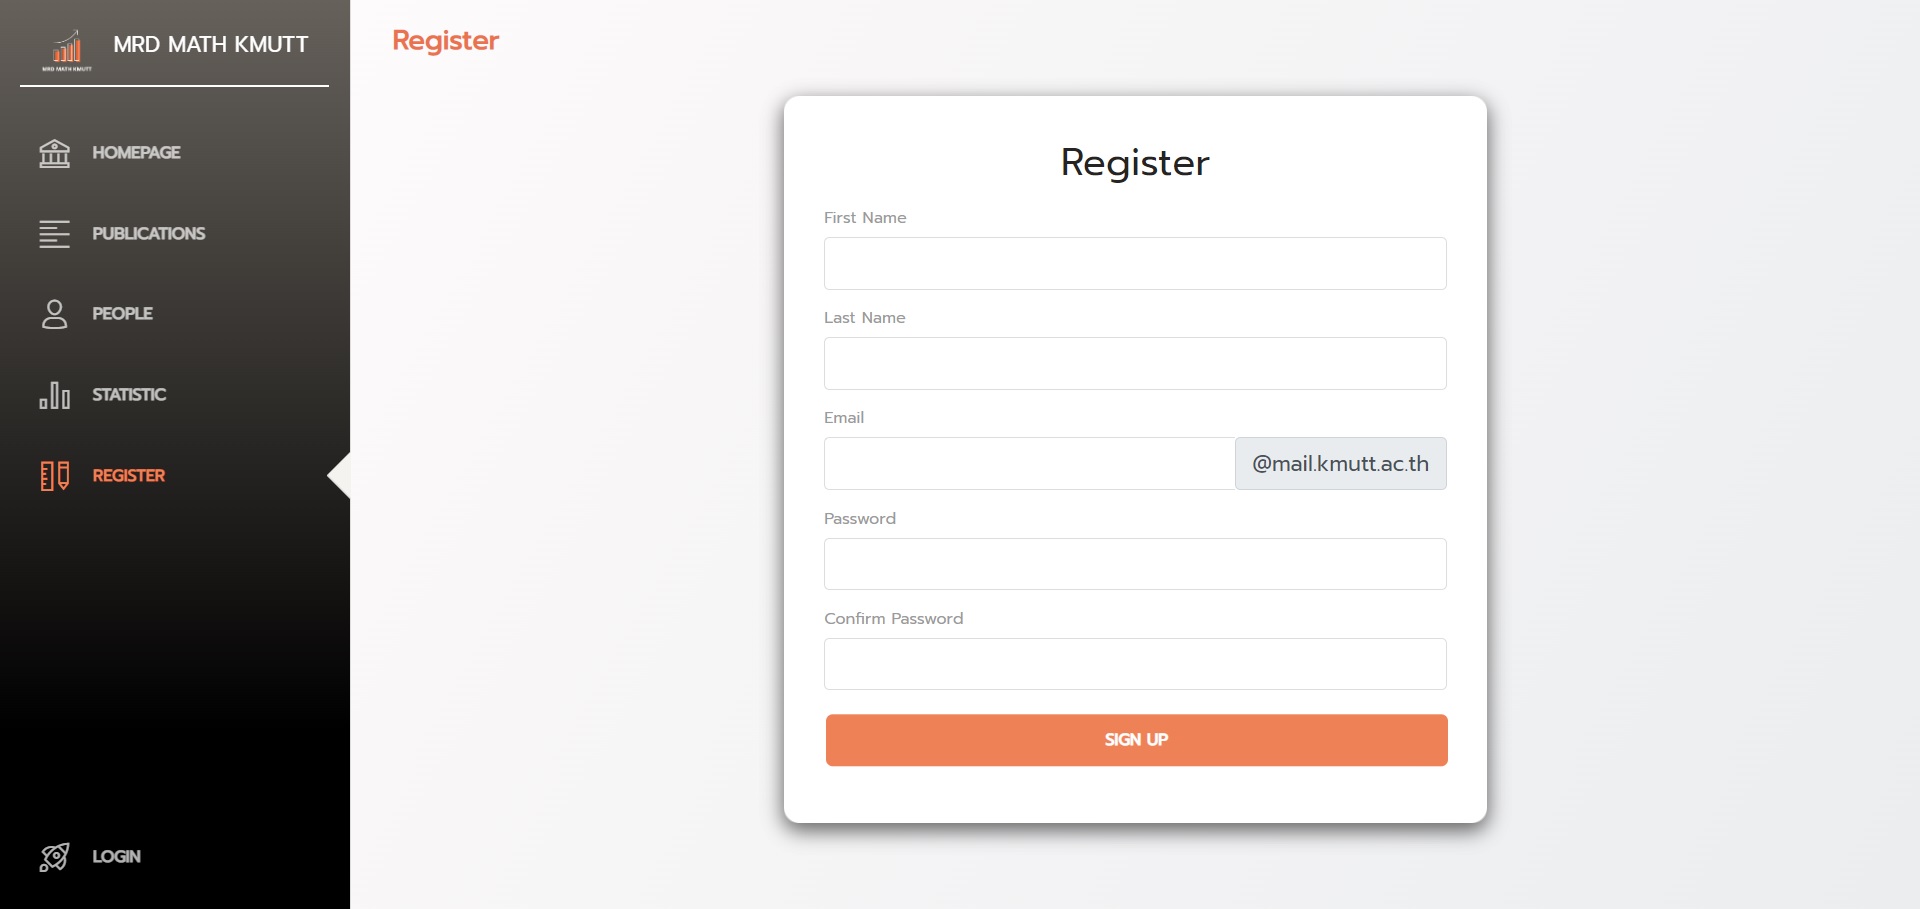 MRD MATH KMUTT
MRD MATH KMUTT
HOMEPAGE
PUBLICATIONS
PEOPLE
STATISTIC
REGISTER
LOGIN
Register
Register
First Name
Last Name
Email
@mail.kmutt.ac.th
Password
Confirm Password
SIGN UP